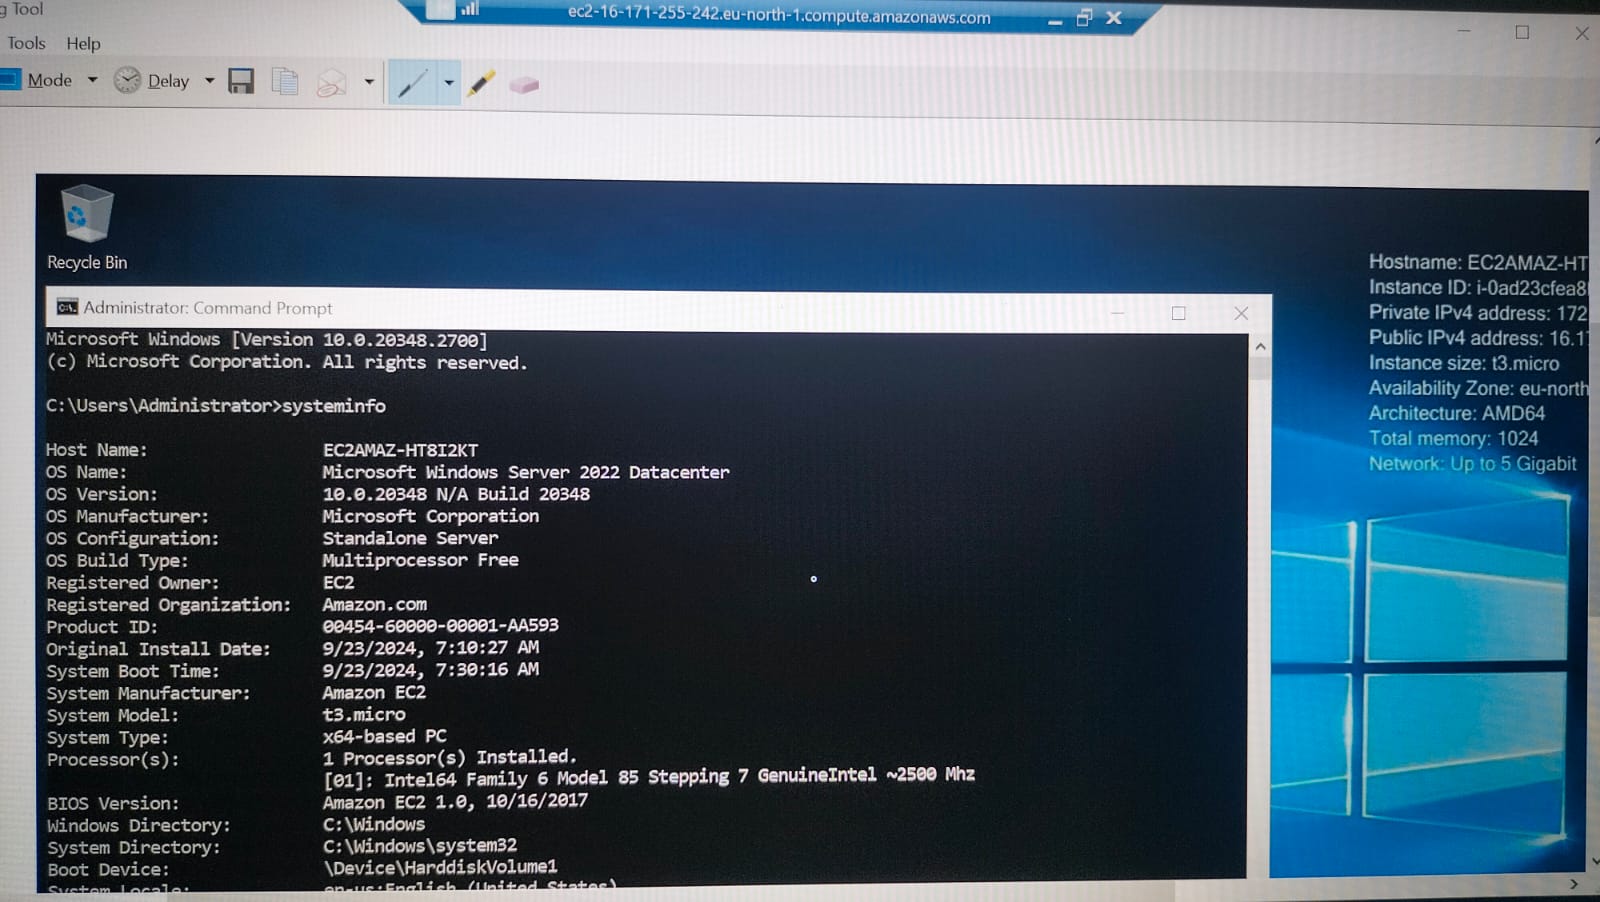 g Tool
ec2-16-171-255-242.eu-north-1.compute.amazonaws.com
Tools Help
Mode Delay
Recycle Bin
Hostname: EC2AMAZ-HT
Instance ID: i-0ad23cfea8
Private IPv4 address: 172
Public IPv4 address: 16.1
Instance size: t3.micro
Availability Zone: eu-north
Architecture: AMD64
Total memory: 1024
Network: Up to 5 Gigabit
Administrator: Command Prompt
Microsoft Windows [Version 10.0.20348.2700]
(c) Microsoft Corporation. All rights reserved.
C:\Users\Administrator>systeminfo
Host Name: EC2AMAZ-HT8I2KT
OS Name: Microsoft Windows Server 2022 Datacenter
OS Version: 10.0.20348 N/A Build 20348
OS Manufacturer: Microsoft Corporation
OS Configuration: Standalone Server
OS Build Type: Multiprocessor Free
Registered Owner: EC2
Registered Organization: Amazon.com
Product ID: 00454-60000-00001-AA593
Original Install Date: 9/23/2024, 7:10:27 AM
System Boot Time: 9/23/2024, 7:30:16 AM
System Manufacturer: Amazon EC2
System Model: t3.micro
System Type: x64-based PC
Processor(s): 1 Processor(s) Installed.
[01]: Intel64 Family 6 Model 85 Stepping 7 GenuineIntel ~2500 Mhz
BIOS Version: Amazon EC2 1.0, 10/16/2017
Windows Directory: C:\Windows
System Directory: C:\Windows\system32
Boot Device: \Device\HarddiskVolume1
System Locale: en-us;English (United States)